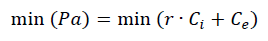 min (Pa) = min (r · C_i + C_e)